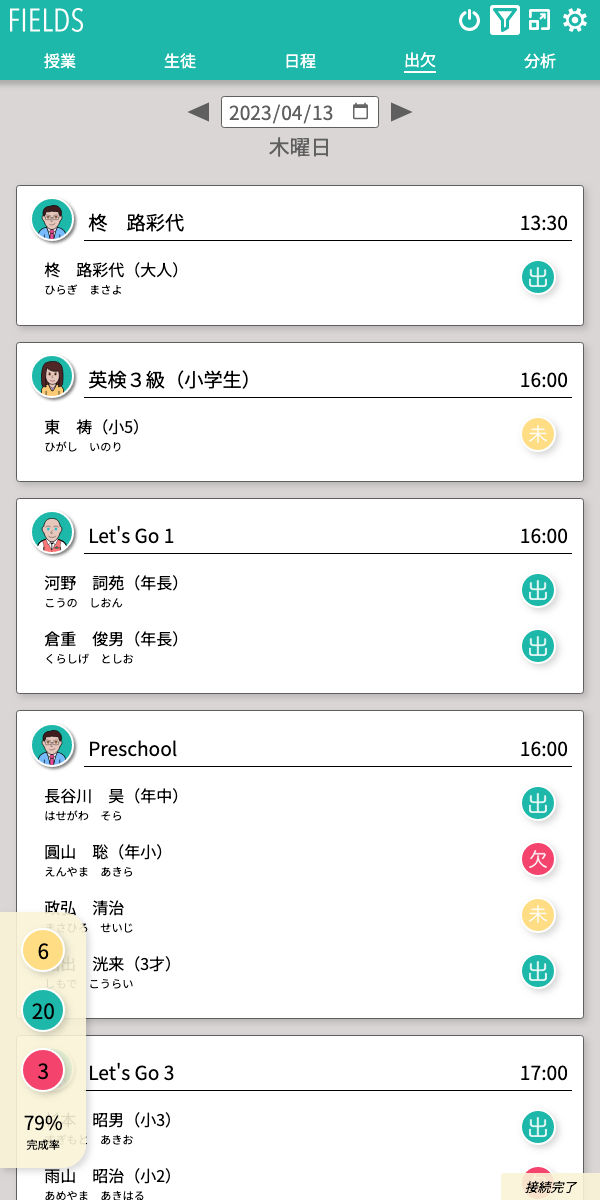 FIELDS
授業 生徒 日程 出欠 分析
2023/04/13
木曜日
柊　路彩代 13:30
柊　路彩代（大人） 出
ひらぎ　まさよ
英検３級（小学生） 16:00
東　祷（小5） 未
ひがし　いのり
Let's Go 1 16:00
河野　詞苑（年長） 出
こうの　しおん
倉重　俊男（年長） 出
くらしげ　としお
Preschool 16:00
長谷川　昊（年中） 出
はせがわ　そら
圓山　聡（年小） 欠
えんやま　あきら
政弘　清治 未
まさひろ　せいじ
出　洸来（3才） 出
しもで　こうらい
6
20
3
79%
完成率
Let's Go 3 17:00
本　昭男（小3） 出
ぎもと　あきお
雨山　昭治（小2）
あめやま　あきはる
接続完了